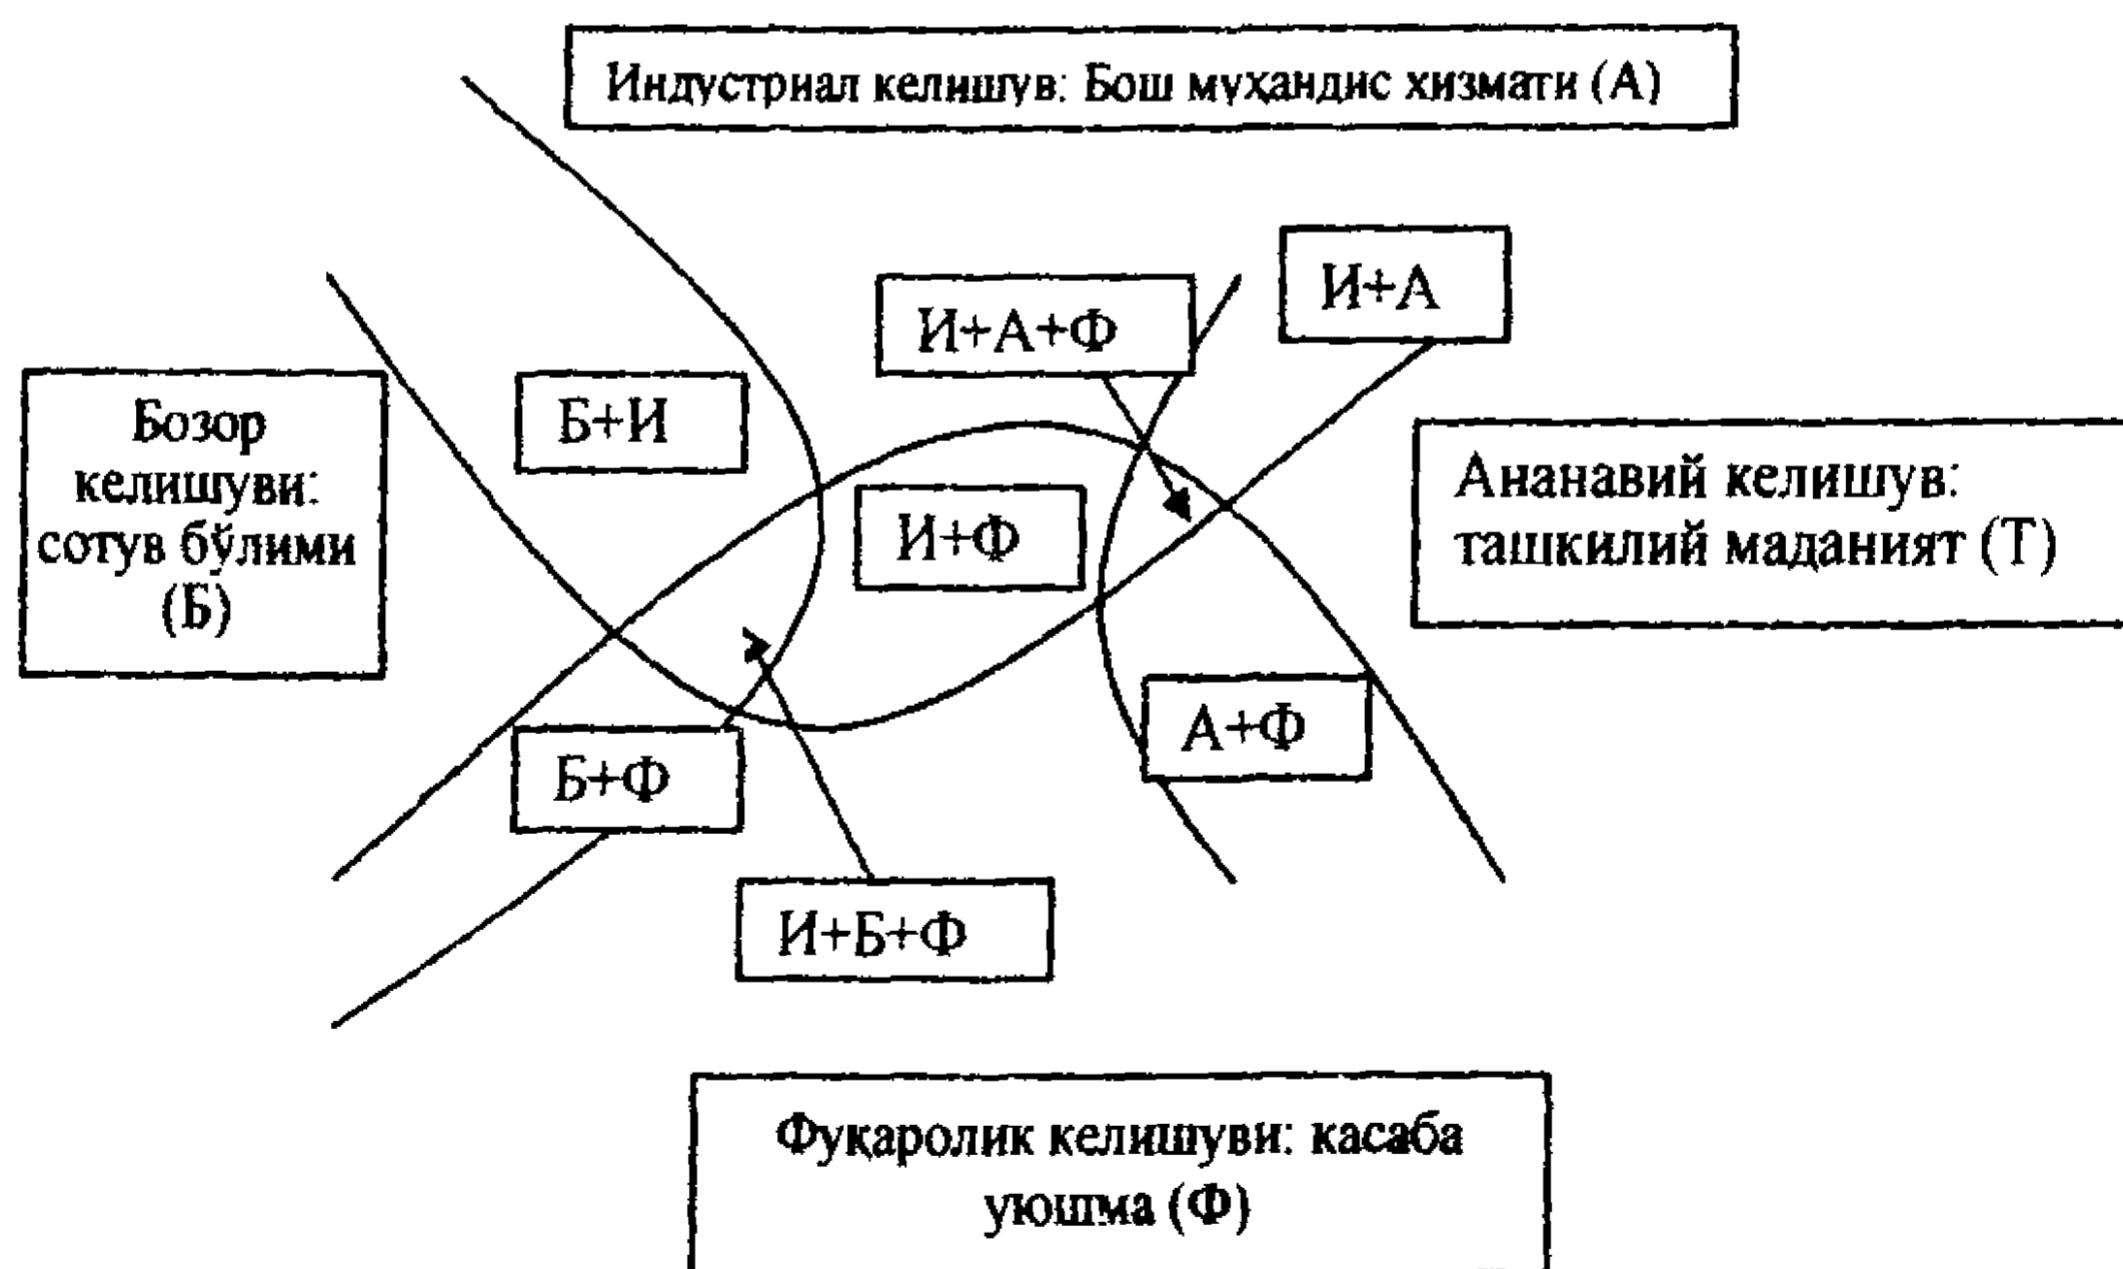 Индустриал келишув: Бош муҳандис хизмати (А)
И+А
И+А+Ф
Б+И
Бозор
келишуви:
сотув бўлими
(Б)
Ананавий келишув:
ташкилий маданият (Т)
И+Ф
А+Ф
Б+Ф
И+Б+Ф
Фуқаролик келишуви: касаба
уюшма (Ф)